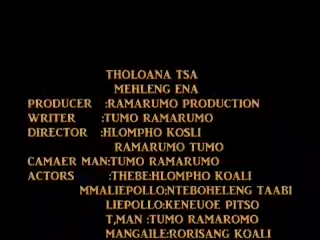 THOLOANA TSA
MEHLENG ENA
PRODUCER :RAMARUMO PRODUCTION
WRITER :TUMO RAMARUMO
DIRECTOR :HLOMPHO KOSLI
RAMARUMO TUMO
CAMAER MAN:TUMO RAMARUMO
ACTORS :THEBE:HLOMPHO KOALI
MMALIEPOLLO:NTEBOHELENG TAABI
LIEPOLLO:KENEUOE PITSO
T,MAN :TUMO RAMAROMO
MANGAILE:RORISANG KOALI